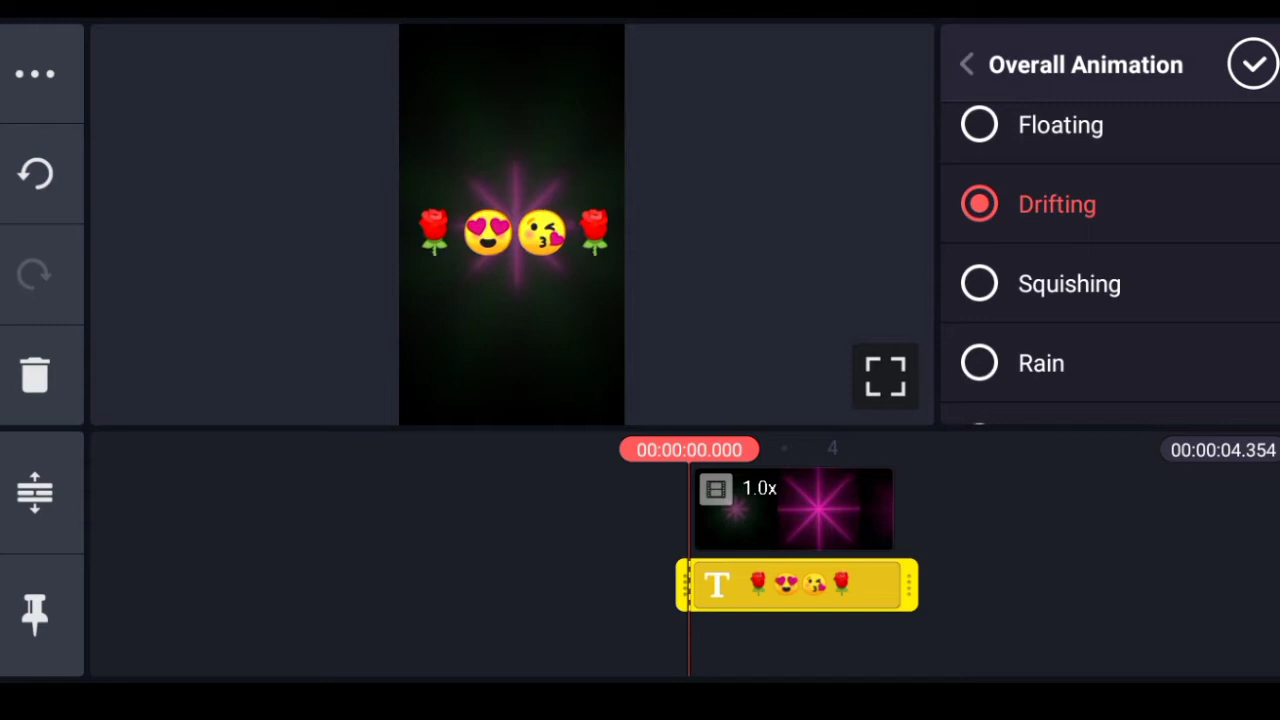 Overall Animation
Floating
Drifting
Squishing
Rain
00:00:00.000
4
00:00:04.354
1.0x
T 🌹😍😘🌹